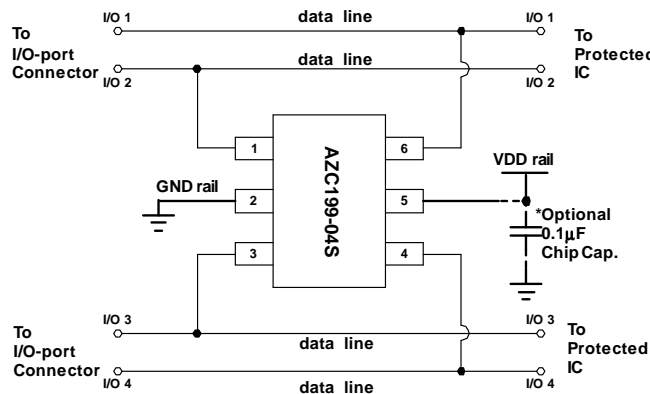 I/O 1 data line I/O 1
To
I/O-port
Connector
To
Protected
IC
I/O 2 data line I/O 2
1
6
AZC199-04S
VDD rail
GND rail
2
5
*Optional
0.1μF
Chip Cap.
3
4
I/O 3 data line I/O 3
To
I/O-port
Connector
To
Protected
IC
I/O 4 data line I/O 4